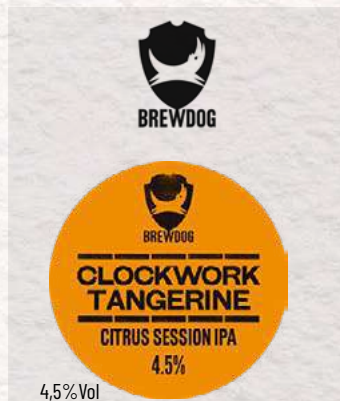 BREWDOG
BREWDOG
CLOCKWORK
TANGERINE
CITRUS SESSION IPA
4.5%
4,5%Vol